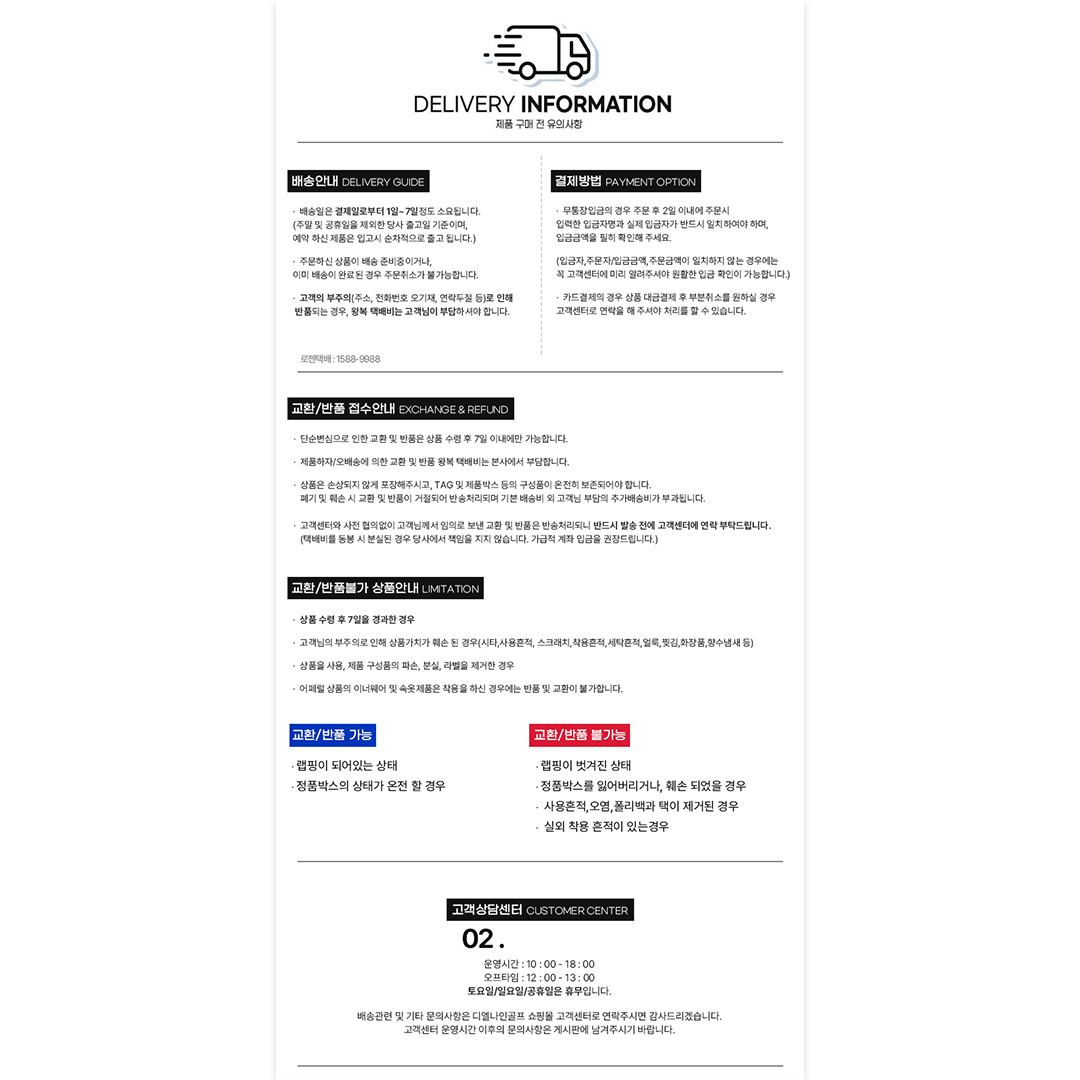 DELIVERY INFORMATION
제품 구매 전 유의사항
배송안내 DELIVERY GUIDE
· 배송일은 결제일로부터 1일~7일정도 소요됩니다.
(주말 및 공휴일을 제외한 당사 출고일 기준이며,
예약 하신 제품은 입고시 순차적으로 출고 됩니다.)
· 주문하신 상품이 배송 준비중이거나,
이미 배송이 완료된 경우 주문취소가 불가능합니다.
· 고객의 부주의(주소, 전화번호 오기재, 연락두절 등)로 인해
반품되는 경우, 왕복 택배비는 고객님이 부담하셔야 합니다.
로젠택배 : 1588-9988
결제방법 PAYMENT OPTION
· 무통장입금의 경우 주문 후 2일 이내에 주문시
입력한 입금자명과 실제 입금자가 반드시 일치하여야 하며,
입금금액을 필히 확인해 주세요.
(입금자,주문자/입금금액,주문금액이 일치하지 않는 경우에는
꼭 고객센터에 미리 알려주셔야 원활한 입금 확인이 가능합니다.)
· 카드결제의 경우 상품 대금결제 후 부분취소를 원하실 경우
고객센터로 연락을 해 주셔야 처리를 할 수 있습니다.
교환/반품 접수안내 EXCHANGE & REFUND
· 단순변심으로 인한 교환 및 반품은 상품 수령 후 7일 이내에만 가능합니다.
· 제품하자/오배송에 의한 교환 및 반품 왕복 택배비는 본사에서 부담합니다.
· 상품은 손상되지 않게 포장해주시고, TAG 및 제품박스 등의 구성품이 온전히 보존되어야 합니다.
폐기 및 훼손 시 교환 및 반품이 거절되어 반송처리되며 기본 배송비 외 고객님 부담의 추가배송비가 부과됩니다.
· 고객센터와 사전 협의없이 고객님께서 임의로 보낸 교환 및 반품은 반송처리되니 반드시 발송 전에 고객센터에 연락 부탁드립니다.
(택배비를 동봉 시 분실된 경우 당사에서 책임을 지지 않습니다. 가급적 계좌 입금을 권장드립니다.)
교환/반품불가 상품안내 LIMITATION
· 상품 수령 후 7일을 경과한 경우
· 고객님의 부주의로 인해 상품가치가 훼손 된 경우(시타,사용흔적, 스크래치,착용흔적,세탁흔적,얼룩,찢김,화장품,향수냄새 등)
· 상품을 사용, 제품 구성품의 파손, 분실, 라벨을 제거한 경우
· 어페럴 상품의 이너웨어 및 속옷제품은 착용을 하신 경우에는 반품 및 교환이 불가합니다.
교환/반품 가능
· 랩핑이 되어있는 상태
· 정품박스의 상태가 온전 할 경우
교환/반품 불가능
· 랩핑이 벗겨진 상태
· 정품박스를 잃어버리거나, 훼손 되었을 경우
· 사용흔적,오염,폴리백과 택이 제거된 경우
· 실외 착용 흔적이 있는경우
고객상담센터 CUSTOMER CENTER
02 .
운영시간 : 10 : 00 - 18 : 00
오프타임 : 12 : 00 - 13 : 00
토요일/일요일/공휴일은 휴무입니다.
배송관련 및 기타 문의사항은 디엘나인골프 쇼핑몰 고객센터로 연락주시면 감사드리겠습니다.
고객센터 운영시간 이후의 문의사항은 게시판에 남겨주시기 바랍니다.